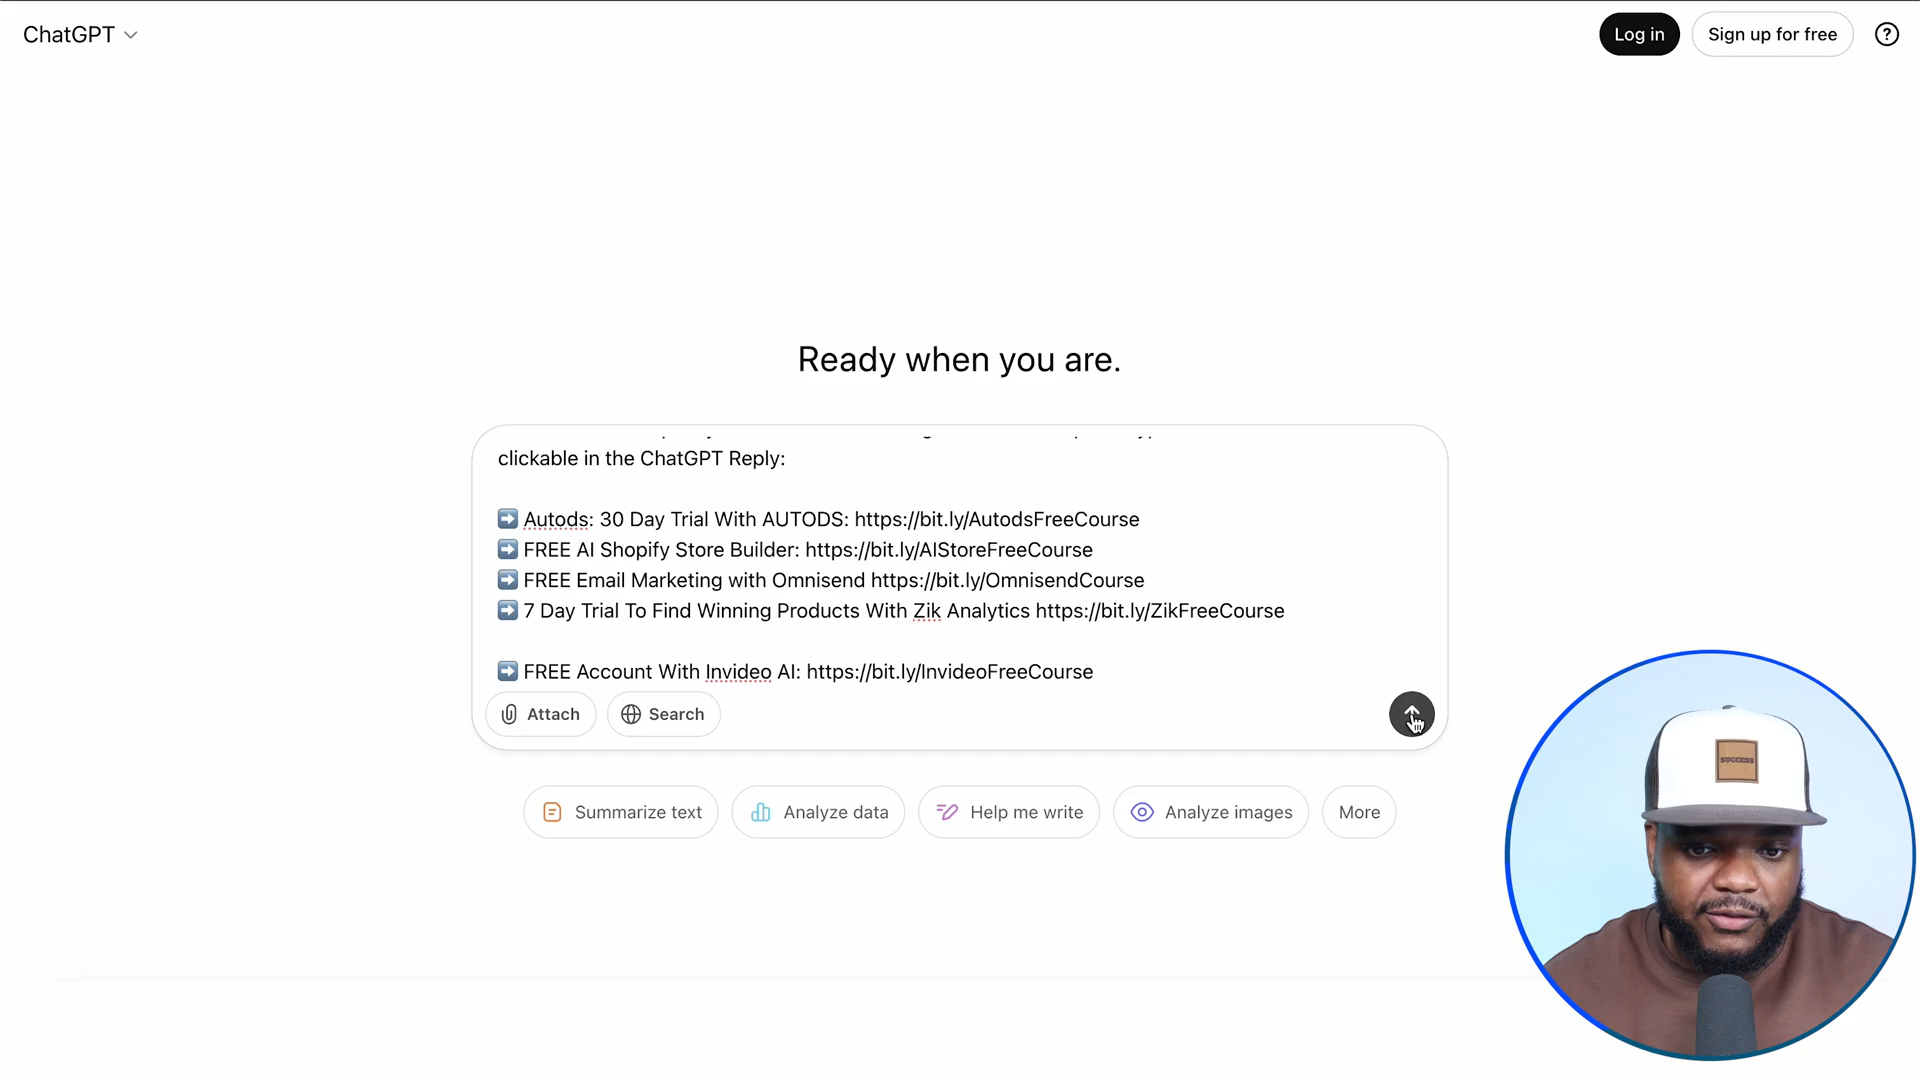 ChatGPT
Log in
Sign up for free
Ready when you are.
clickable in the ChatGPT Reply:
➡️ Autods: 30 Day Trial With AUTODS: https://bit.ly/AutodsFreeCourse
➡️ FREE AI Shopify Store Builder: https://bit.ly/AIStoreFreeCourse
➡️ FREE Email Marketing with Omnisend https://bit.ly/OmnisendCourse
➡️ 7 Day Trial To Find Winning Products With Zik Analytics https://bit.ly/ZikFreeCourse
➡️ FREE Account With Invideo AI: https://bit.ly/InvideoFreeCourse
Attach
Search
Summarize text
Analyze data
Help me write
Analyze images
More
SUCCESS